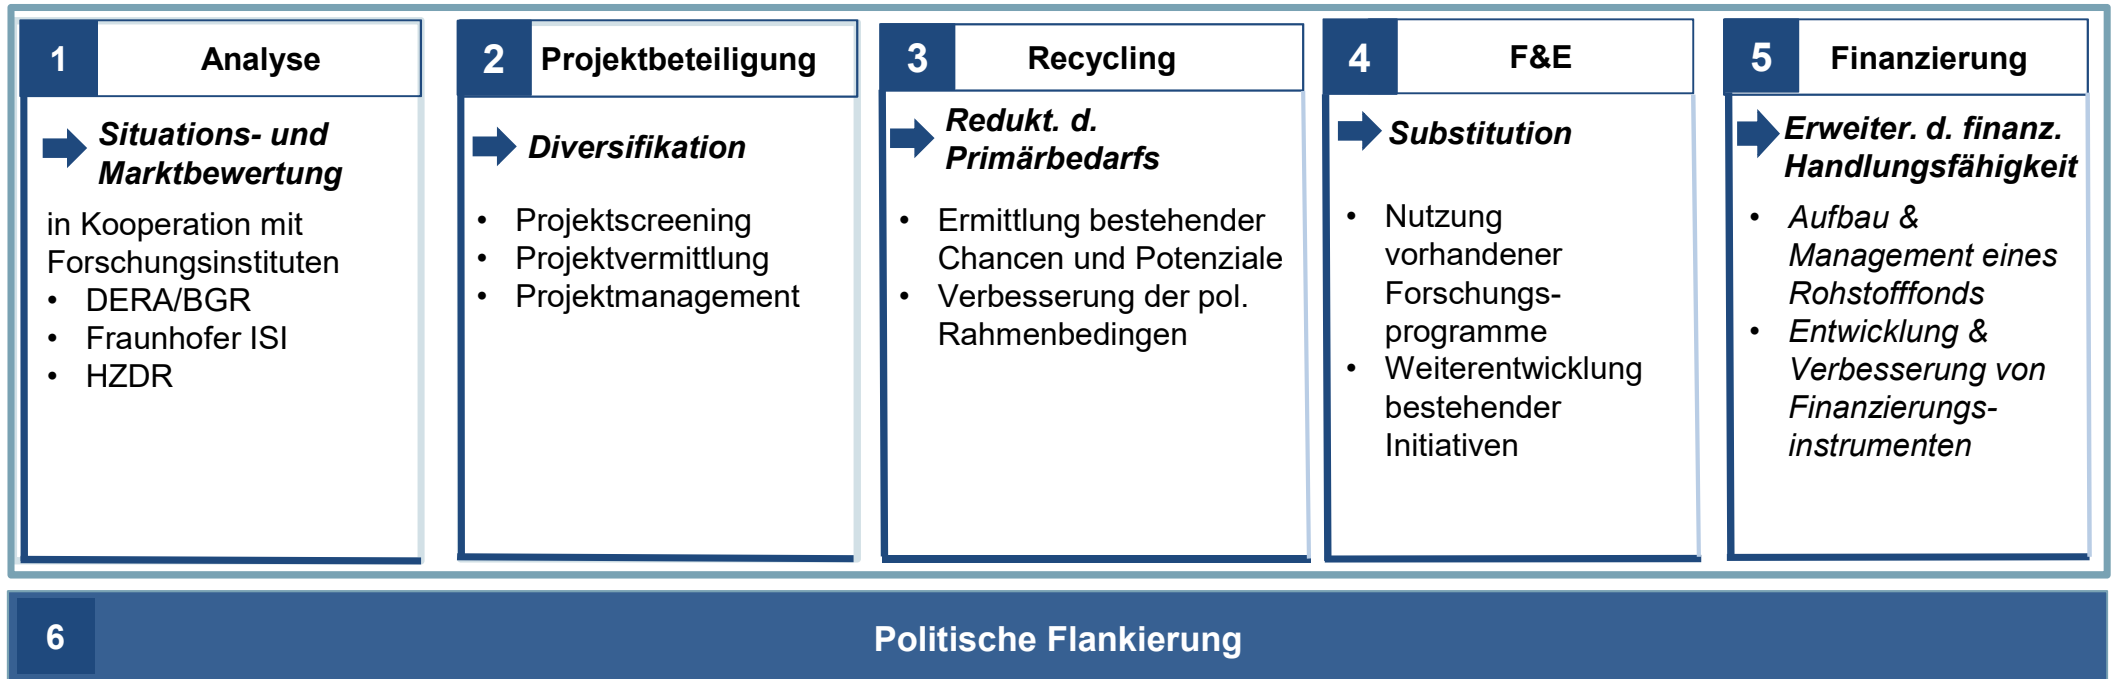 1
Analyse
Situations- und
Marktbewertung
in Kooperation mit
Forschungsinstituten
• DERA/BGR
• Fraunhofer ISI
• HZDR
2
Projektbeteiligung
Diversifikation
• Projektscreening
• Projektvermittlung
• Projektmanagement
3
Recycling
Redukt. d.
Primärbedarfs
• Ermittlung bestehender
Chancen und Potenziale
• Verbesserung der pol.
Rahmenbedingen
4
F&E
Substitution
• Nutzung
vorhandener
Forschungs-
programme
• Weiterentwicklung
bestehender
Initiativen
5
Finanzierung
Erweiter. d. finanz.
Handlungsfähigkeit
• Aufbau &
Management eines
Rohstofffonds
• Entwicklung &
Verbesserung von
Finanzierungs-
instrumenten
6
Politische Flankierung